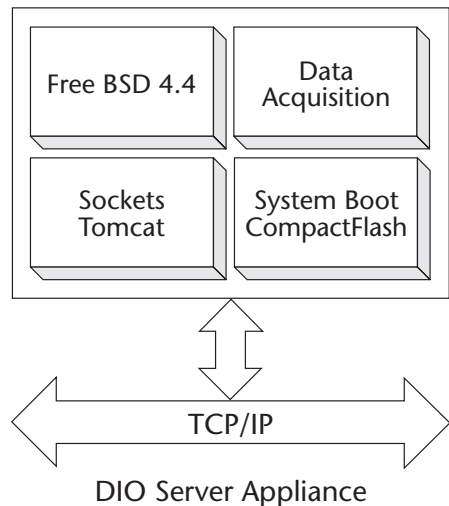 Free BSD 4.4
Data
Acquisition
Sockets
Tomcat
System Boot
CompactFlash
TCP/IP
DIO Server Appliance